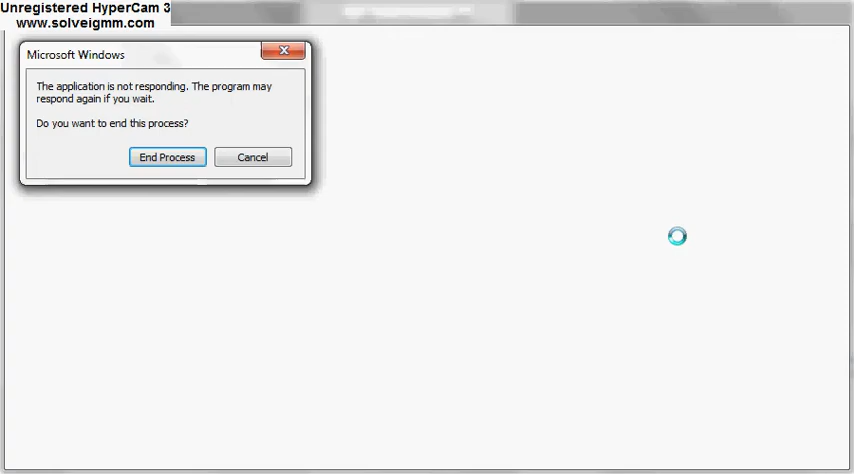 Unregistered HyperCam 3
www.solveigmm.com
Microsoft Windows
The application is not responding. The program may
respond again if you wait.
Do you want to end this process?
End Process
Cancel